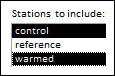 Stations to include:
control
reference
warmed